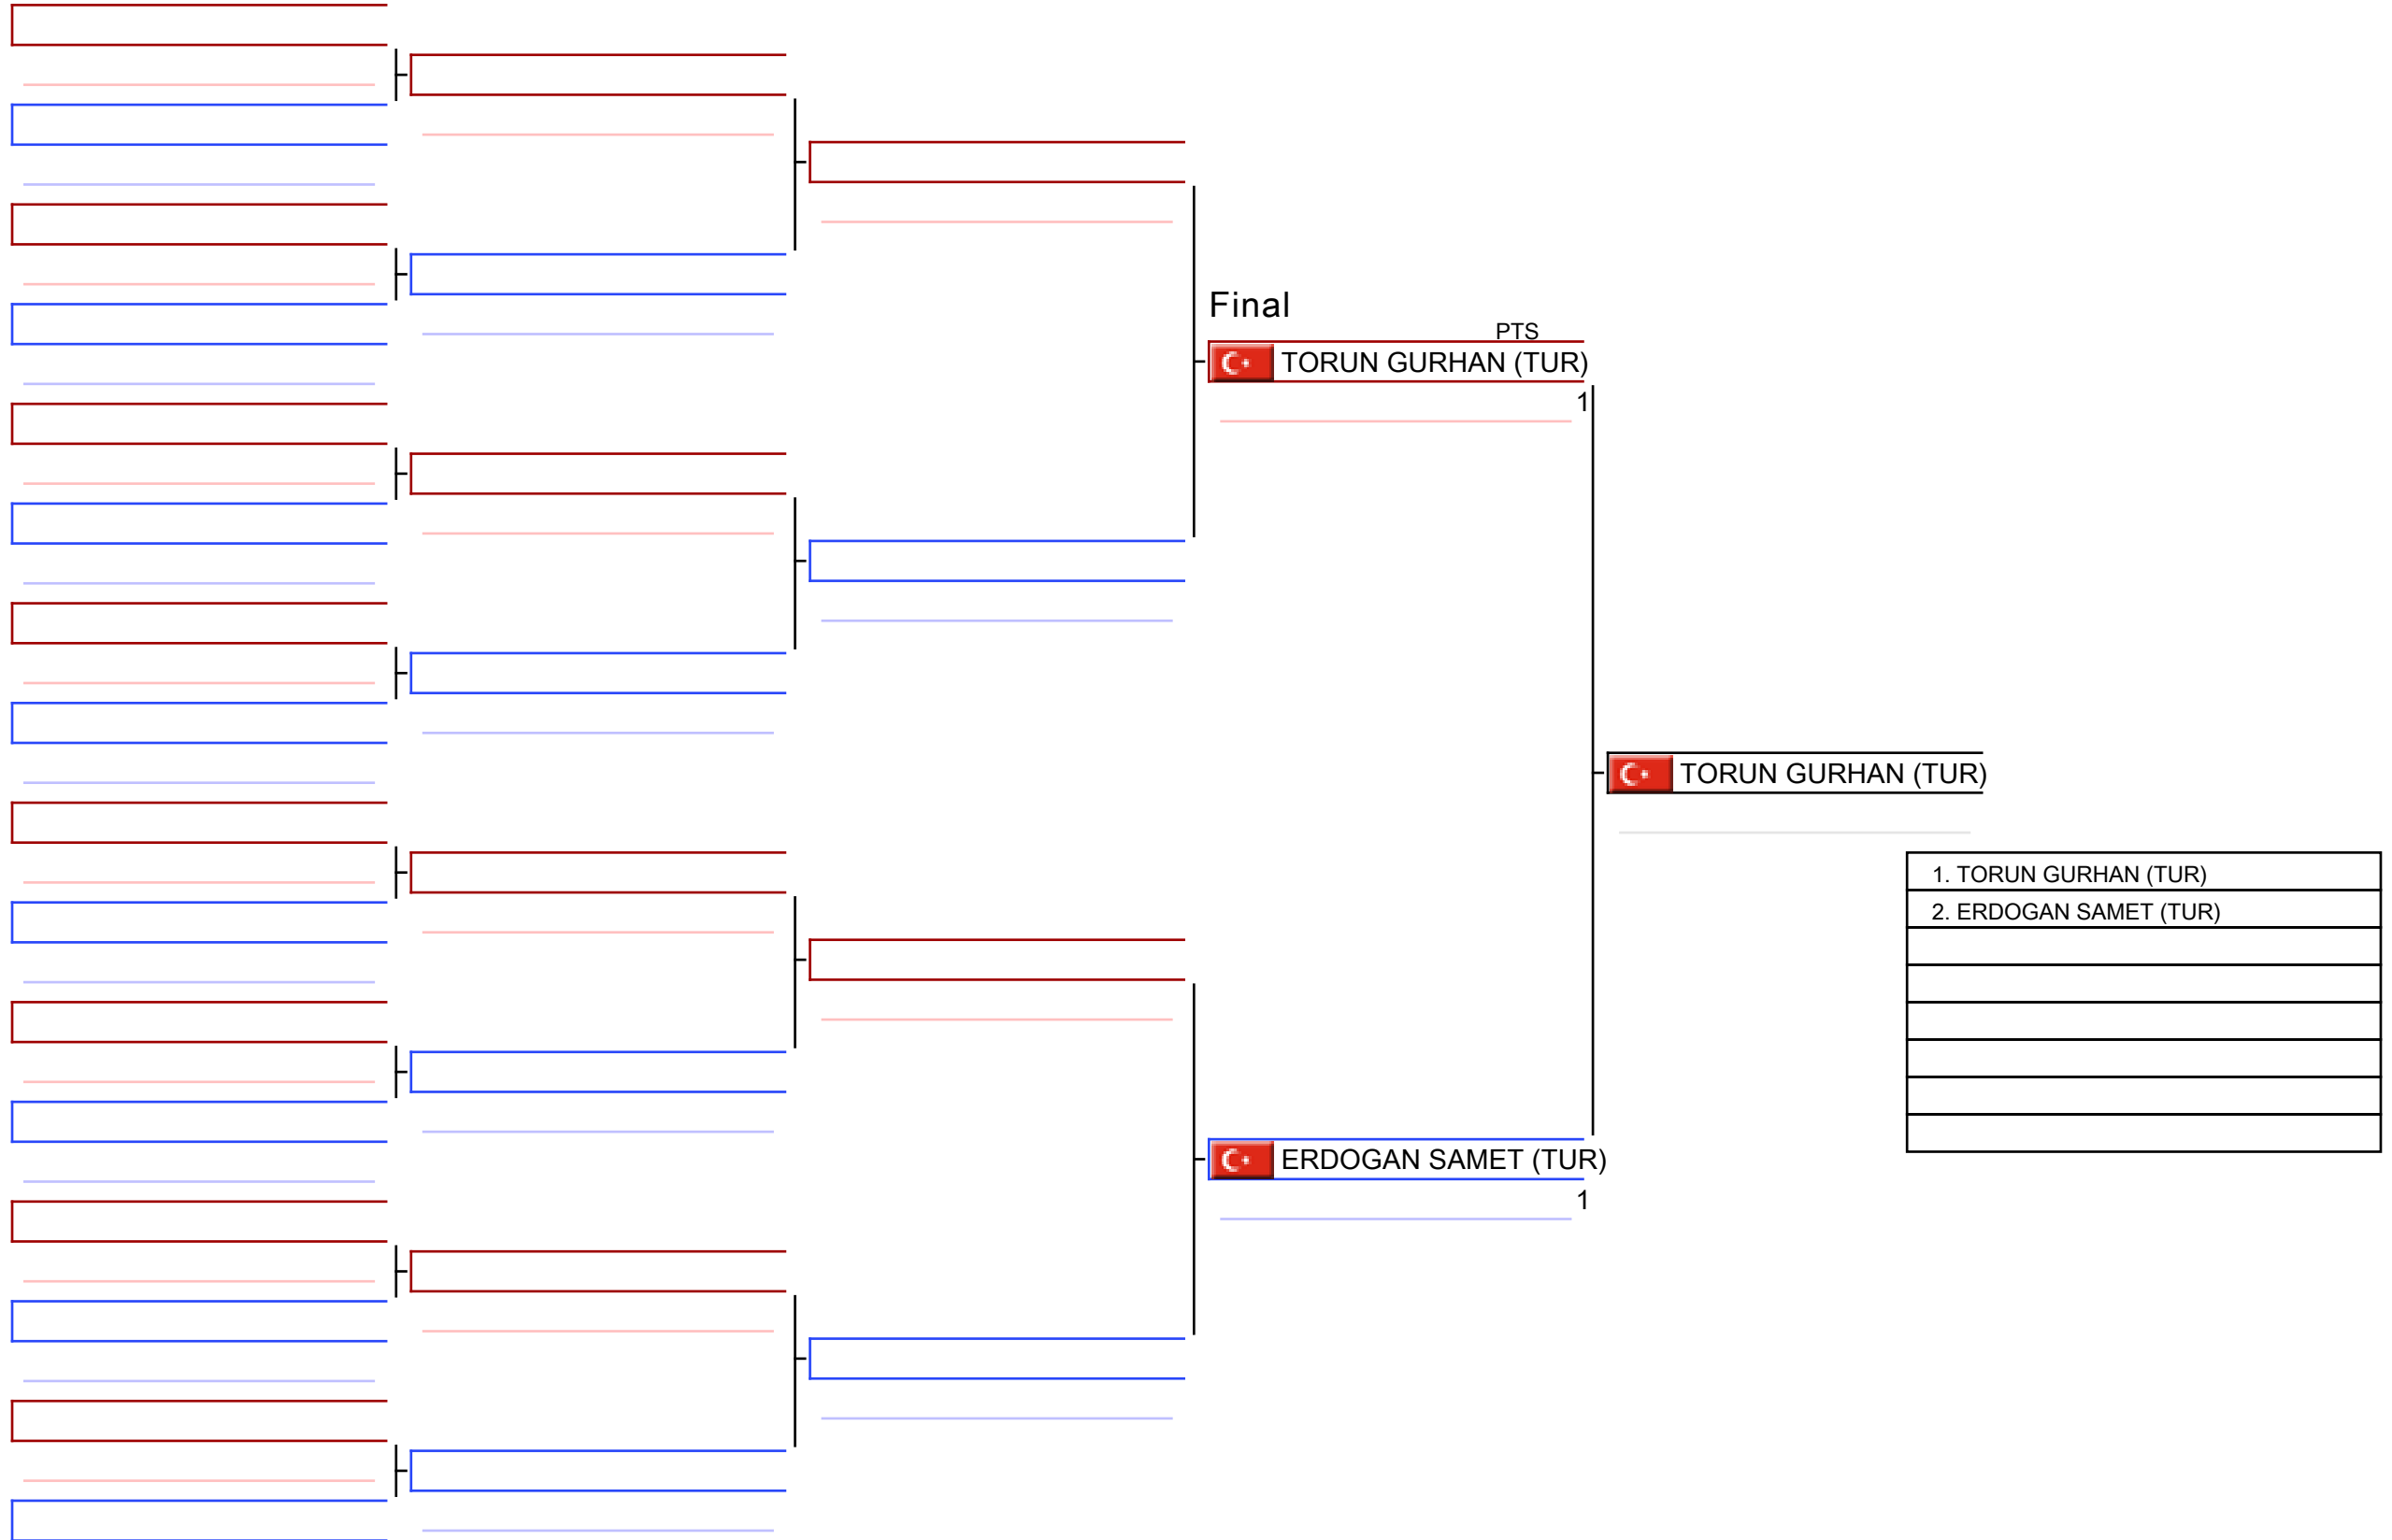 Final
PTS
TORUN GURHAN (TUR)
1
TORUN GURHAN (TUR)
1. TORUN GURHAN (TUR)
2. ERDOGAN SAMET (TUR)
ERDOGAN SAMET (TUR)
1